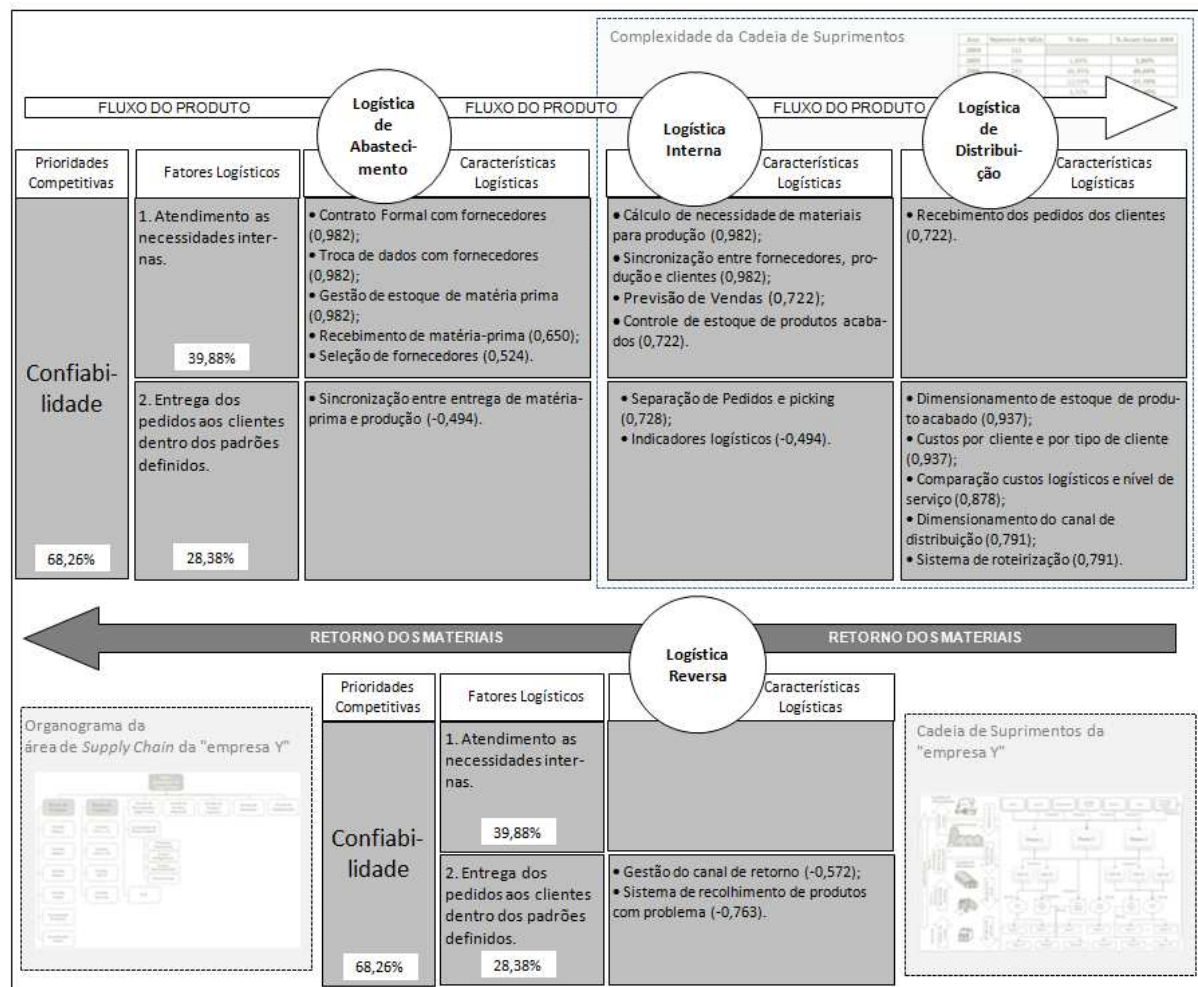 Complexidade da Cadeia de Suprimentos
FLUXO DO PRODUTO
Logística
de
Abasteci-
mento
FLUXO DO PRODUTO
Logística
Interna
FLUXO DO PRODUTO
Logística
de
Distribui-
ção
Prioridades
Competitivas
Fatores Logísticos
Características
Logísticas
Características
Logísticas
Características
Logísticas
Confiabi-
lidade
68,26%
1. Atendimento as
necessidades inter-
nas.
39,88%
• Contrato Formal com fornecedores
(0,982);
• Troca de dados com fornecedores
(0,982);
• Gestão de estoque de matéria prima
(0,982);
• Recebimento de matéria-prima (0,650);
• Seleção de fornecedores (0,524).
• Cálculo de necessidade de materiais
para produção (0,982);
• Sincronização entre fornecedores, pro-
dução e clientes (0,982);
• Previsão de Vendas (0,722);
• Controle de estoque de produtos acaba-
dos (0,722).
• Recebimento dos pedidos dos clientes
(0,722).
2. Entrega dos
pedidos aos clientes
dentro dos padrões
definidos.
28,38%
• Sincronização entre entrega de matéria-
prima e produção (-0,494).
• Separação de Pedidos e picking
(0,728);
• Indicadores logísticos (-0,494).
• Dimensionamento de estoque de produ-
to acabado (0,937);
• Custos por cliente e por tipo de cliente
(0,937);
• Comparação custos logísticos e nível de
serviço (0,878);
• Dimensionamento do canal de
distribuição (0,791);
• Sistema de roteirização (0,791).
RETORNO DOS MATERIAIS
Logística
Reversa
RETORNO DOS MATERIAIS
Prioridades
Competitivas
Fatores Logísticos
Características
Logísticas
Organograma da
área de Supply Chain da "empresa Y"
Confiabi-
lidade
68,26%
1. Atendimento as
necessidades inter-
nas.
39,88%
2. Entrega dos
pedidos aos clientes
dentro dos padrões
definidos.
28,38%
• Gestão do canal de retorno (-0,572);
• Sistema de recolhimento de produtos
com problema (-0,763).
Cadeia de Suprimentos da
"empresa Y"